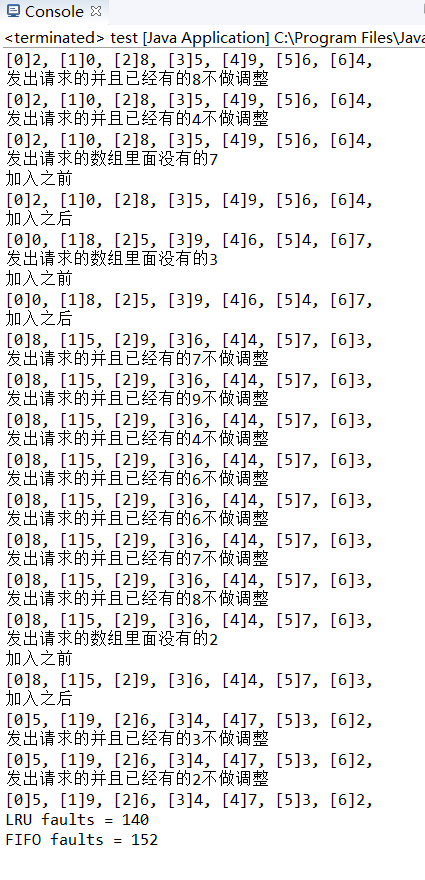 Console
<terminated> test [Java Application] C:\Program Files\Java
[0]2, [1]0, [2]8, [3]5, [4]9, [5]6, [6]4,
发出请求的并且已经有的8不做调整
[0]2, [1]0, [2]8, [3]5, [4]9, [5]6, [6]4,
发出请求的并且已经有的4不做调整
[0]2, [1]0, [2]8, [3]5, [4]9, [5]6, [6]4,
发出请求的数组里面没有的7
加入之前
[0]2, [1]0, [2]8, [3]5, [4]9, [5]6, [6]4,
加入之后
[0]0, [1]8, [2]5, [3]9, [4]6, [5]4, [6]7,
发出请求的数组里面没有的3
加入之前
[0]0, [1]8, [2]5, [3]9, [4]6, [5]4, [6]7,
加入之后
[0]8, [1]5, [2]9, [3]6, [4]4, [5]7, [6]3,
发出请求的并且已经有的7不做调整
[0]8, [1]5, [2]9, [3]6, [4]4, [5]7, [6]3,
发出请求的并且已经有的9不做调整
[0]8, [1]5, [2]9, [3]6, [4]4, [5]7, [6]3,
发出请求的并且已经有的4不做调整
[0]8, [1]5, [2]9, [3]6, [4]4, [5]7, [6]3,
发出请求的并且已经有的6不做调整
[0]8, [1]5, [2]9, [3]6, [4]4, [5]7, [6]3,
发出请求的并且已经有的6不做调整
[0]8, [1]5, [2]9, [3]6, [4]4, [5]7, [6]3,
发出请求的并且已经有的7不做调整
[0]8, [1]5, [2]9, [3]6, [4]4, [5]7, [6]3,
发出请求的并且已经有的8不做调整
[0]8, [1]5, [2]9, [3]6, [4]4, [5]7, [6]3,
发出请求的数组里面没有的2
加入之前
[0]8, [1]5, [2]9, [3]6, [4]4, [5]7, [6]3,
加入之后
[0]5, [1]9, [2]6, [3]4, [4]7, [5]3, [6]2,
发出请求的并且已经有的3不做调整
[0]5, [1]9, [2]6, [3]4, [4]7, [5]3, [6]2,
发出请求的并且已经有的2不做调整
[0]5, [1]9, [2]6, [3]4, [4]7, [5]3, [6]2,
LRU faults = 140
FIFO faults = 152